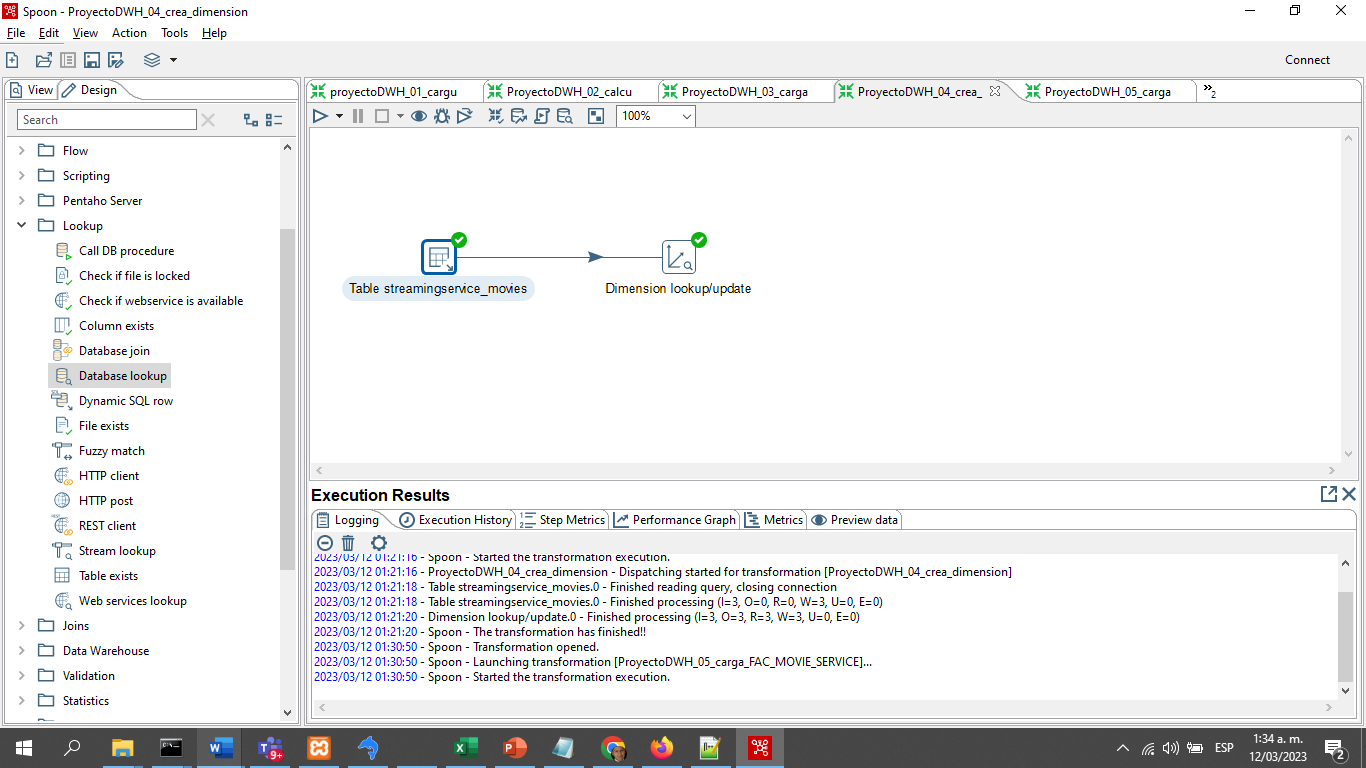 Spoon - ProyectoDWH_04_crea_dimension
File Edit View Action Tools Help
Connect
View Design
proyectoDWH_01_cargu ProyectoDWH_02_calcu ProyectoDWH_03_carga ProyectoDWH_04_crea_ ProyectoDWH_05_carga »2
Search
100%
Flow
Scripting
Pentaho Server
Lookup
Call DB procedure
Check if file is locked
Check if webservice is available
Column exists
Database join
Database lookup
Dynamic SQL row
File exists
Fuzzy match
HTTP client
HTTP post
REST client
Stream lookup
Table exists
Web services lookup
Joins
Data Warehouse
Validation
Statistics
Table streamingservice_movies Dimension lookup/update
Execution Results
Logging Execution History Step Metrics Performance Graph Metrics Preview data
2023/03/12 01:21:16 - Spoon - Started the transformation execution.
2023/03/12 01:21:16 - ProyectoDWH_04_crea_dimension - Dispatching started for transformation [ProyectoDWH_04_crea_dimension]
2023/03/12 01:21:18 - Table streamingservice_movies.0 - Finished reading query, closing connection
2023/03/12 01:21:18 - Table streamingservice_movies.0 - Finished processing (I=3, O=0, R=0, W=3, U=0, E=0)
2023/03/12 01:21:20 - Dimension lookup/update.0 - Finished processing (I=3, O=3, R=3, W=3, U=0, E=0)
2023/03/12 01:21:20 - Spoon - The transformation has finished!!
2023/03/12 01:30:50 - Spoon - Transformation opened.
2023/03/12 01:30:50 - Spoon - Launching transformation [ProyectoDWH_05_carga_FAC_MOVIE_SERVICE]...
2023/03/12 01:30:50 - Spoon - Started the transformation execution.
9+
ESP
1:34 a. m.
12/03/2023
2